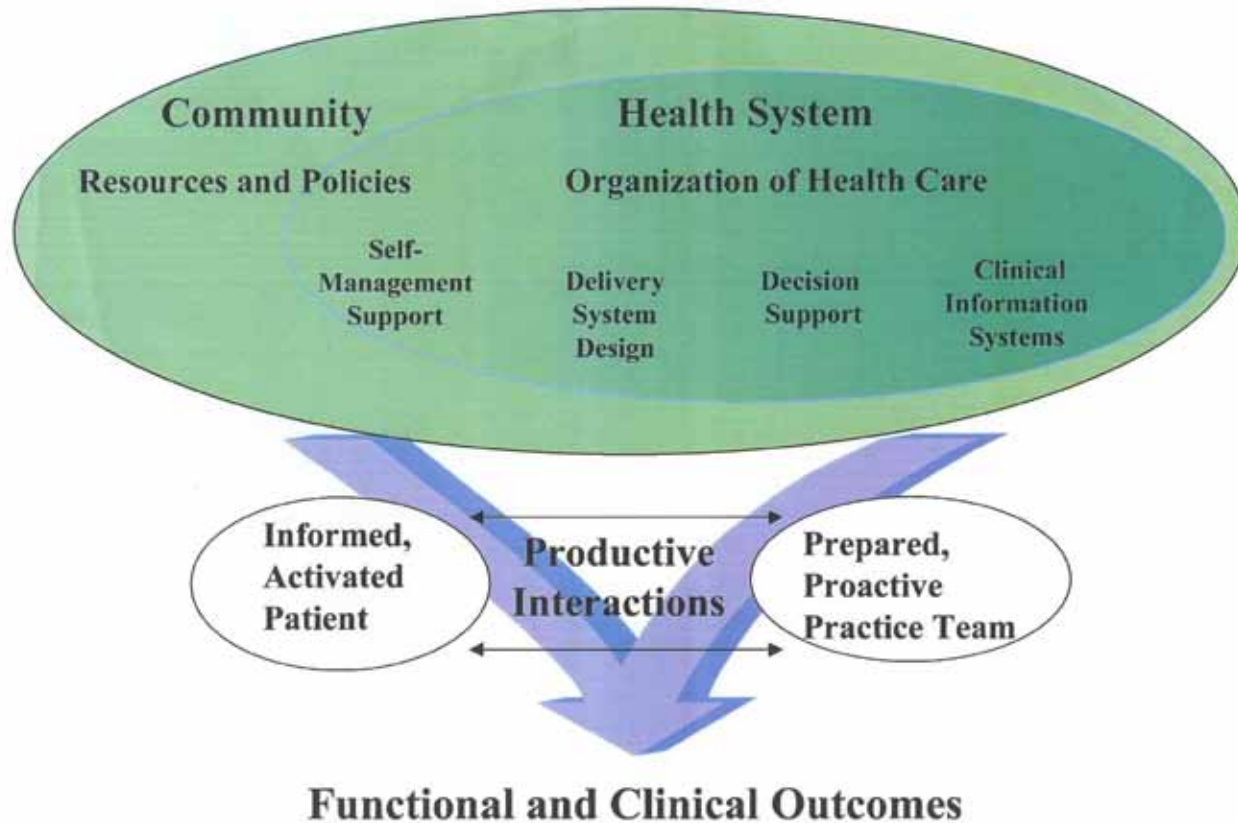 Community
Health System
Resources and Policies
Organization of Health Care
Self-
Management
Support
Delivery
System
Design
Decision
Support
Clinical
Information
Systems
Informed,
Activated
Patient
Productive
Interactions
Prepared,
Proactive
Practice Team
Functional and Clinical Outcomes